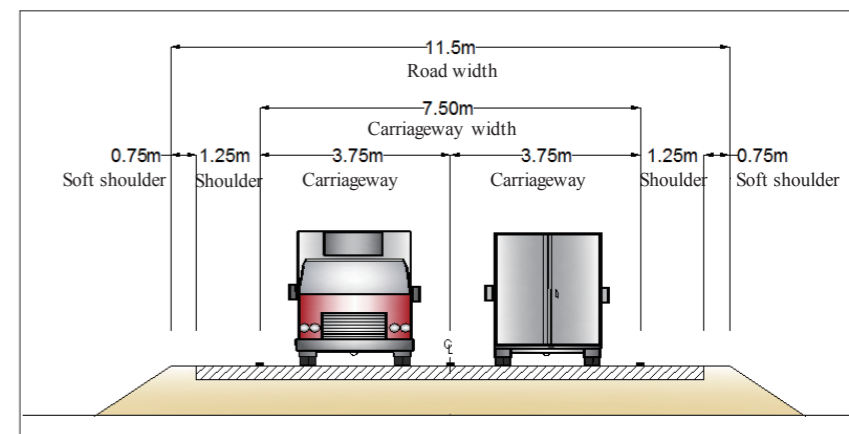 11.5m
Road width
7.50m
Carriageway width
0.75m 1.25m 3.75m 3.75m 1.25m 0.75m
Soft shoulder Shoulder Carriageway Carriageway Shoulder Soft shoulder
CL